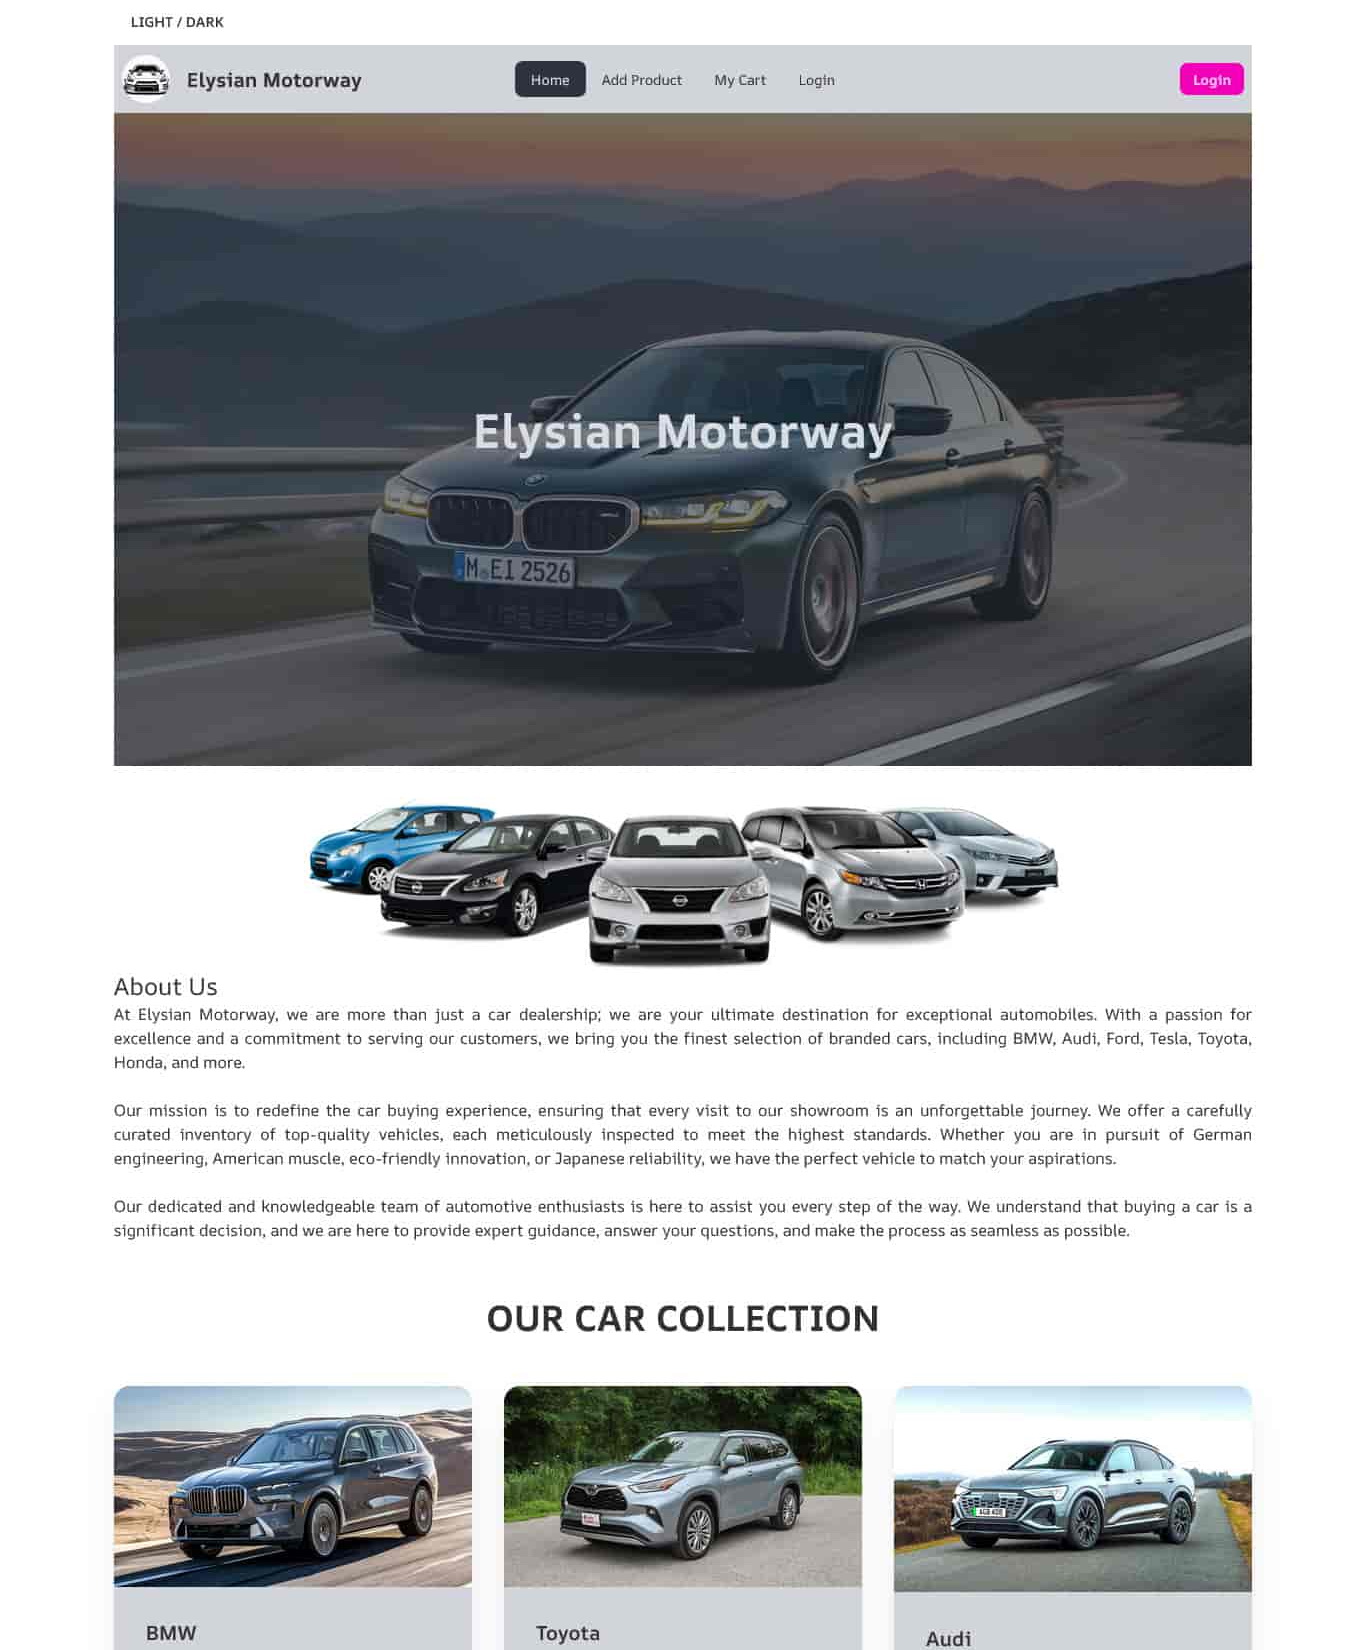 LIGHT / DARK
Elysian Motorway
Home Add Product My Cart Login
Login
Elysian Motorway
M EI 2526
About Us
At Elysian Motorway, we are more than just a car dealership; we are your ultimate destination for exceptional automobiles. With a passion for
excellence and a commitment to serving our customers, we bring you the finest selection of branded cars, including BMW, Audi, Ford, Tesla, Toyota,
Honda, and more.
Our mission is to redefine the car buying experience, ensuring that every visit to our showroom is an unforgettable journey. We offer a carefully
curated inventory of top-quality vehicles, each meticulously inspected to meet the highest standards. Whether you are in pursuit of German
engineering, American muscle, eco-friendly innovation, or Japanese reliability, we have the perfect vehicle to match your aspirations.
Our dedicated and knowledgeable team of automotive enthusiasts is here to assist you every step of the way. We understand that buying a car is a
significant decision, and we are here to provide expert guidance, answer your questions, and make the process as seamless as possible.
OUR CAR COLLECTION
BMW
Toyota
Audi